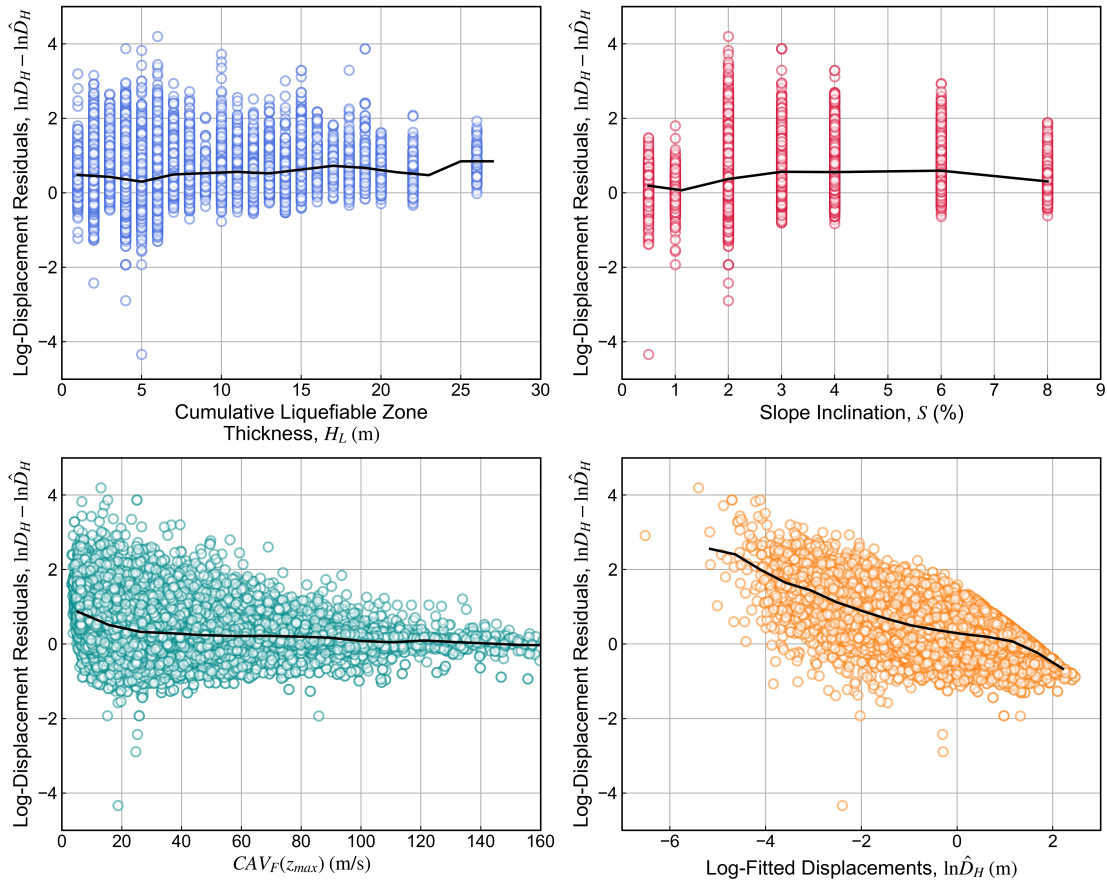 Log-Displacement Residuals, lnD_H − lnD̂_H
4
2
0
−2
−4
0 5 10 15 20 25 30
Cumulative Liquefiable Zone
Thickness, H_L (m)
Log-Displacement Residuals, lnD_H − lnD̂_H
4
2
0
−2
−4
0 1 2 3 4 5 6 7 8 9
Slope Inclination, S (%)
Log-Displacement Residuals, lnD_H − lnD̂_H
4
2
0
−2
−4
0 20 40 60 80 100 120 140 160
CAV_F(z_max) (m/s)
Log-Displacement Residuals, lnD_H − lnD̂_H
4
2
0
−2
−4
−6 −4 −2 0 2
Log-Fitted Displacements, lnD̂_H (m)